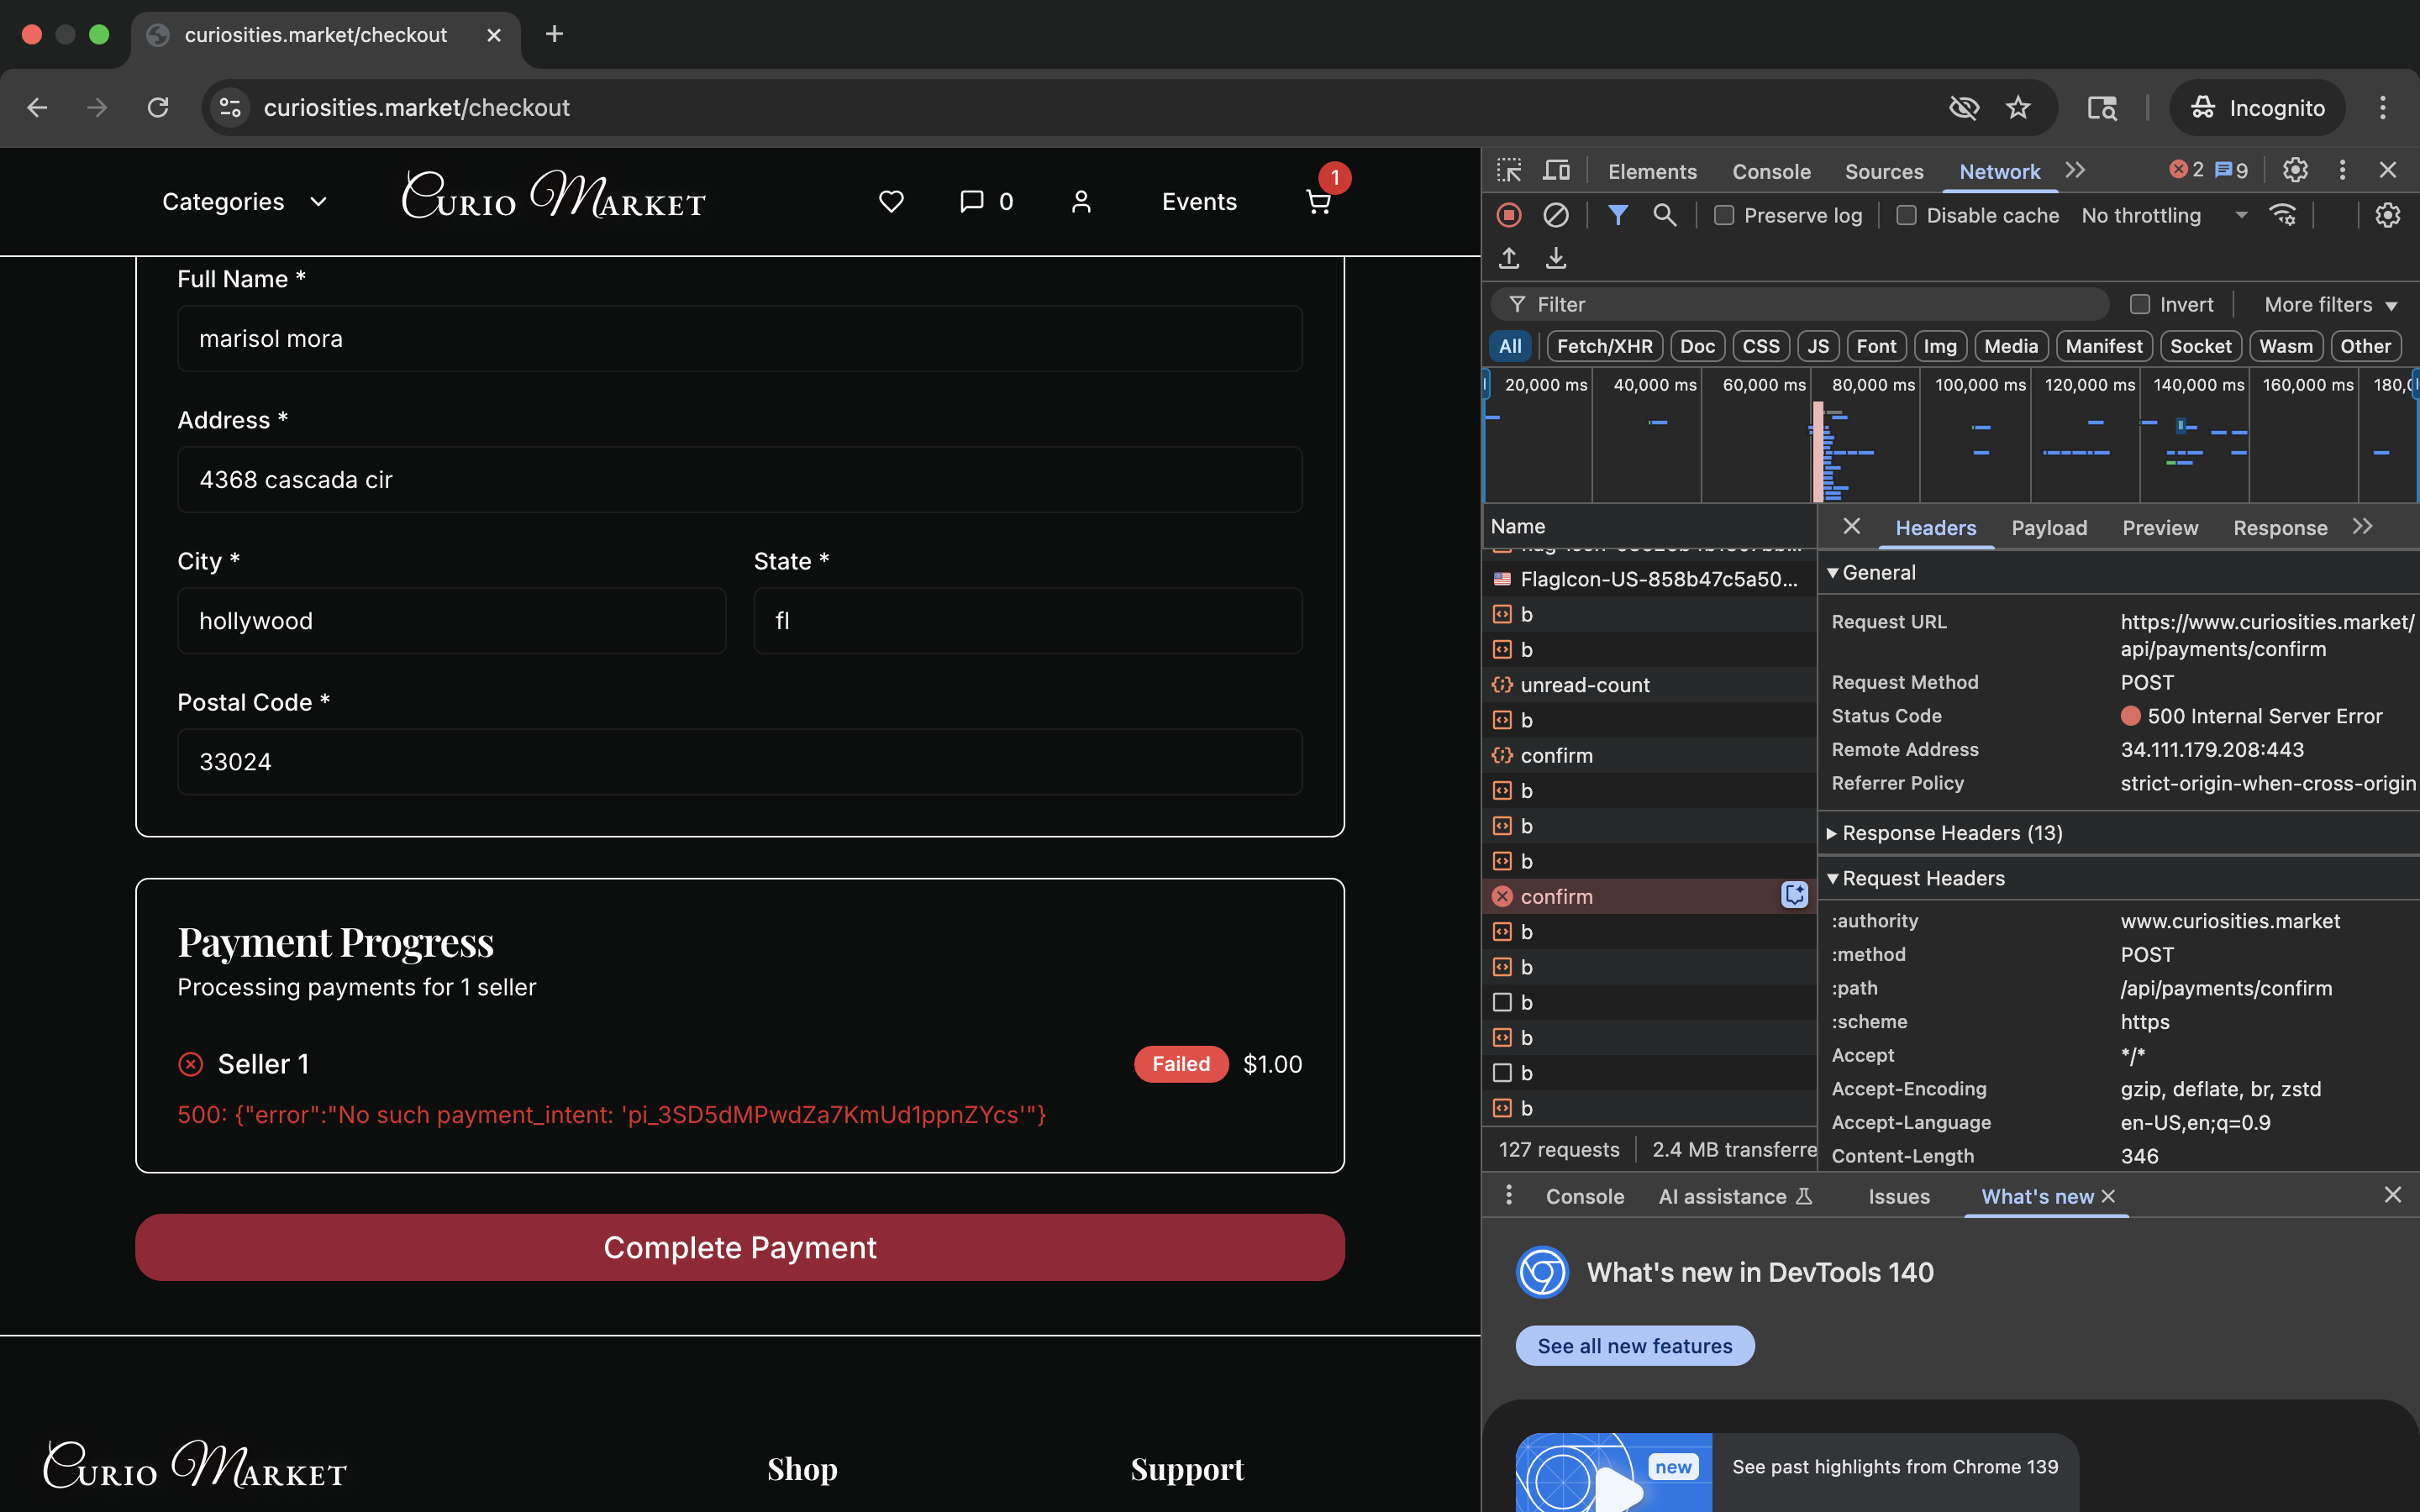 curiosities.market/checkout
curiosities.market/checkout
Incognito
Categories
CURIO MARKET
0
Events
1
Full Name *
marisol mora
Address *
4368 cascada cir
City *
State *
hollywood
fl
Postal Code *
33024
Payment Progress
Processing payments for 1 seller
Seller 1
Failed
$1.00
500: {"error":"No such payment_intent: 'pi_3SD5dMPwdZa7KmUd1ppnZYcs'"}
Complete Payment
CURIO MARKET
Shop
Support
Elements
Console
Sources
Network
2
9
Preserve log
Disable cache
No throttling
Filter
Invert
More filters
All
Fetch/XHR
Doc
CSS
JS
Font
Img
Media
Manifest
Socket
Wasm
Other
20,000 ms
40,000 ms
60,000 ms
80,000 ms
100,000 ms
120,000 ms
140,000 ms
160,000 ms
Name
FlagIcon-US-858b47c5a50...
b
b
unread-count
b
confirm
b
b
b
confirm
b
b
b
b
b
b
127 requests
2.4 MB transferre
Headers
Payload
Preview
Response
General
Request URL
https://www.curiosities.market/
api/payments/confirm
Request Method
POST
Status Code
500 Internal Server Error
Remote Address
34.111.179.208:443
Referrer Policy
strict-origin-when-cross-origin
Response Headers (13)
Request Headers
:authority
www.curiosities.market
:method
POST
:path
/api/payments/confirm
:scheme
https
Accept
*/*
Accept-Encoding
gzip, deflate, br, zstd
Accept-Language
en-US,en;q=0.9
Content-Length
346
Console
AI assistance
Issues
What's new
What's new in DevTools 140
See all new features
new
See past highlights from Chrome 139